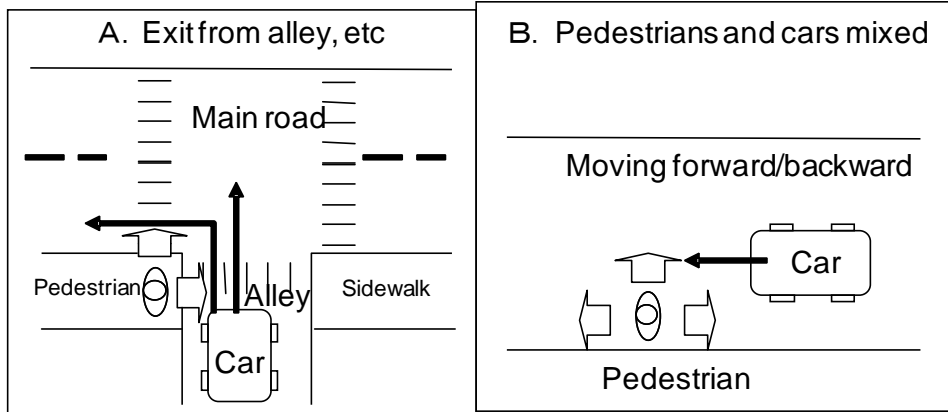 A. Exit from alley, etc
Main road
Pedestrian
Alley
Sidewalk
Car
B. Pedestrians and cars mixed
Moving forward/backward
Car
Pedestrian